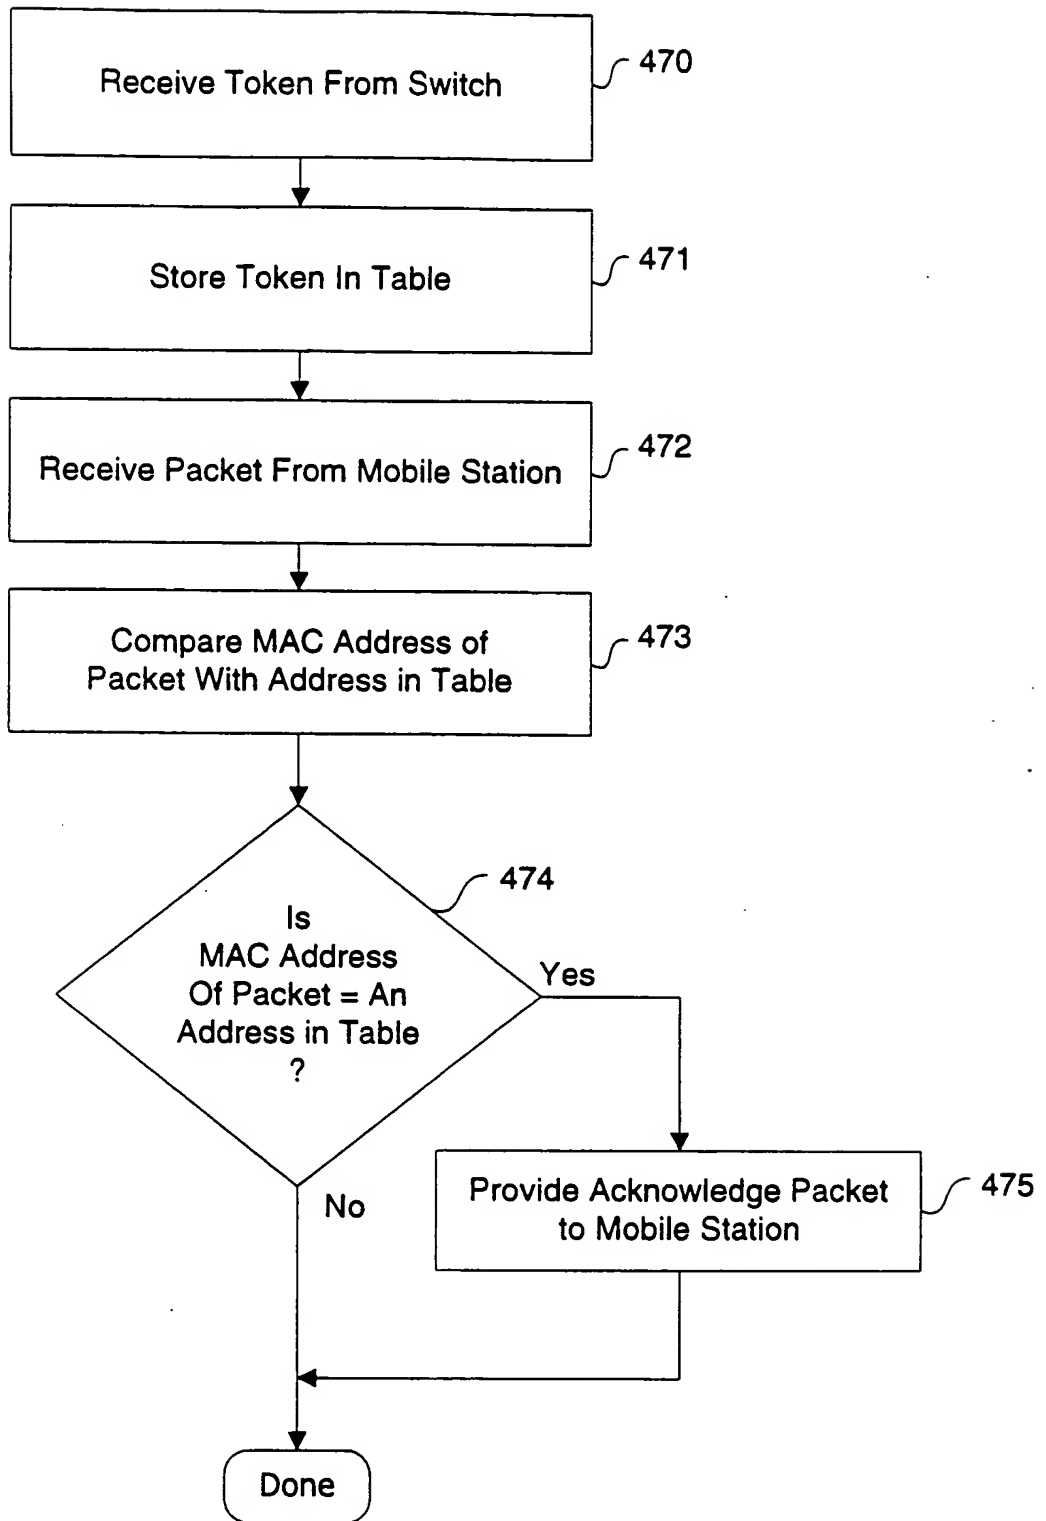 Receive Token From Switch
470
Store Token In Table
471
Receive Packet From Mobile Station
472
Compare MAC Address of
Packet With Address in Table
473
474
Is
MAC Address
Of Packet = An
Address in Table
?
Yes
No
Provide Acknowledge Packet
to Mobile Station
475
Done